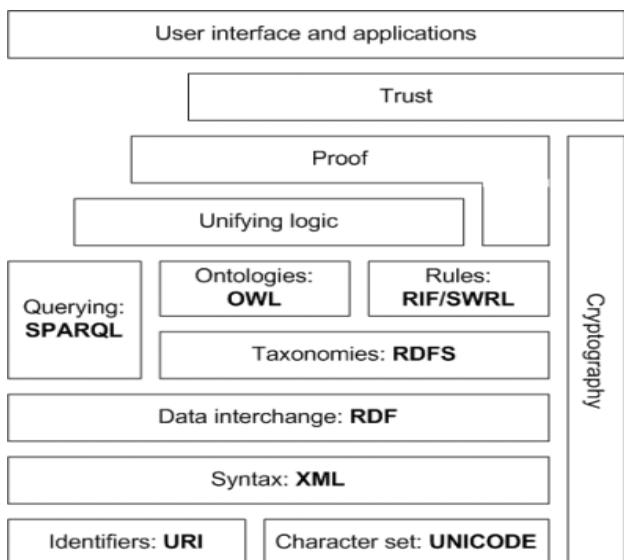 User interface and applications
Trust
Proof
Unifying logic
Querying:
SPARQL
Ontologies:
OWL
Rules:
RIF/SWRL
Taxonomies: RDFS
Cryptography
Data interchange: RDF
Syntax: XML
Identifiers: URI
Character set: UNICODE